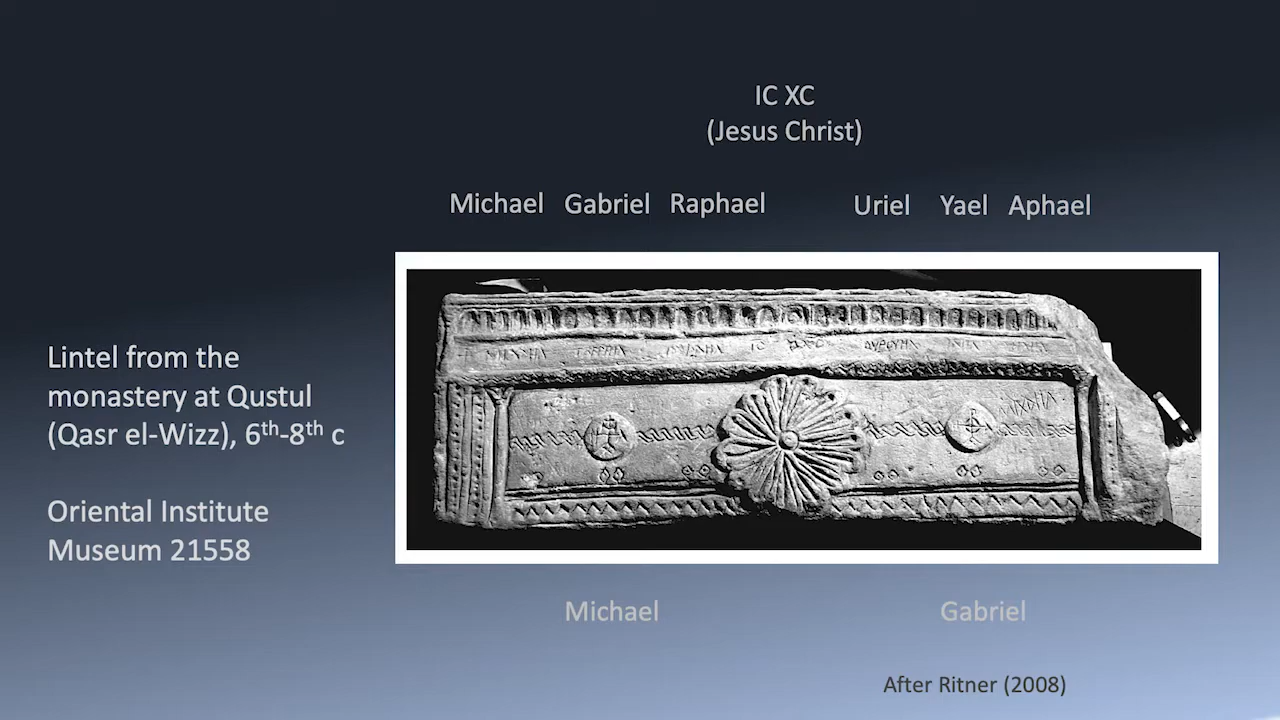 IC XC
(Jesus Christ)
Michael Gabriel Raphael Uriel Yael Aphael
Lintel from the
monastery at Qustul
(Qasr el-Wizz), 6th-8th c
Oriental Institute
Museum 21558
Michael Gabriel
After Ritner (2008)